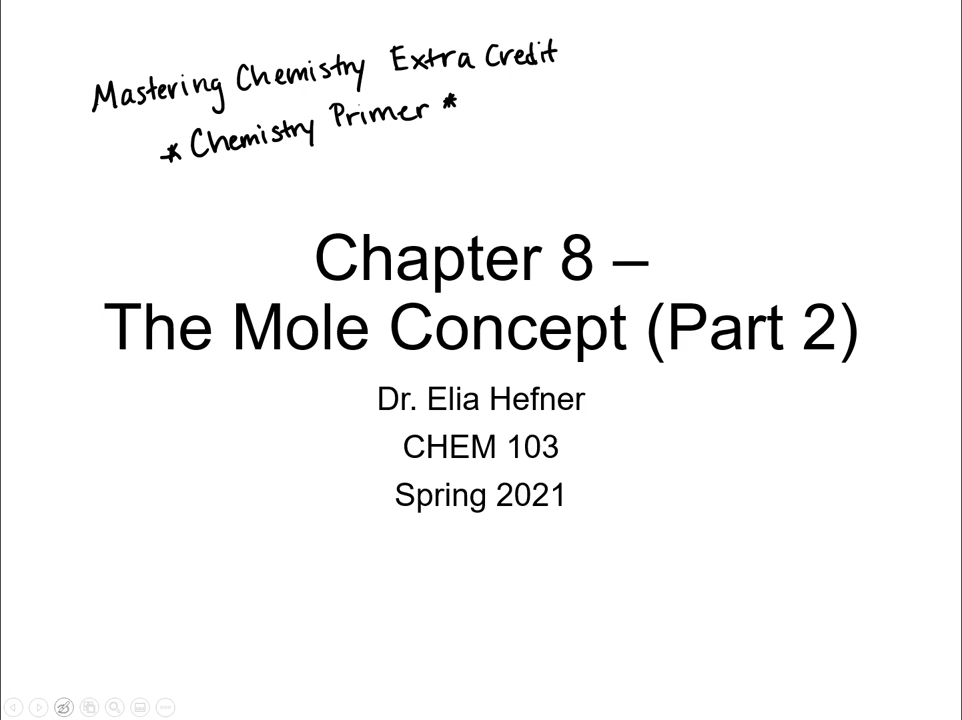 Mastering Chemistry Extra Credit
* Chemistry Primer *
Chapter 8 –
The Mole Concept (Part 2)
Dr. Elia Hefner
CHEM 103
Spring 2021